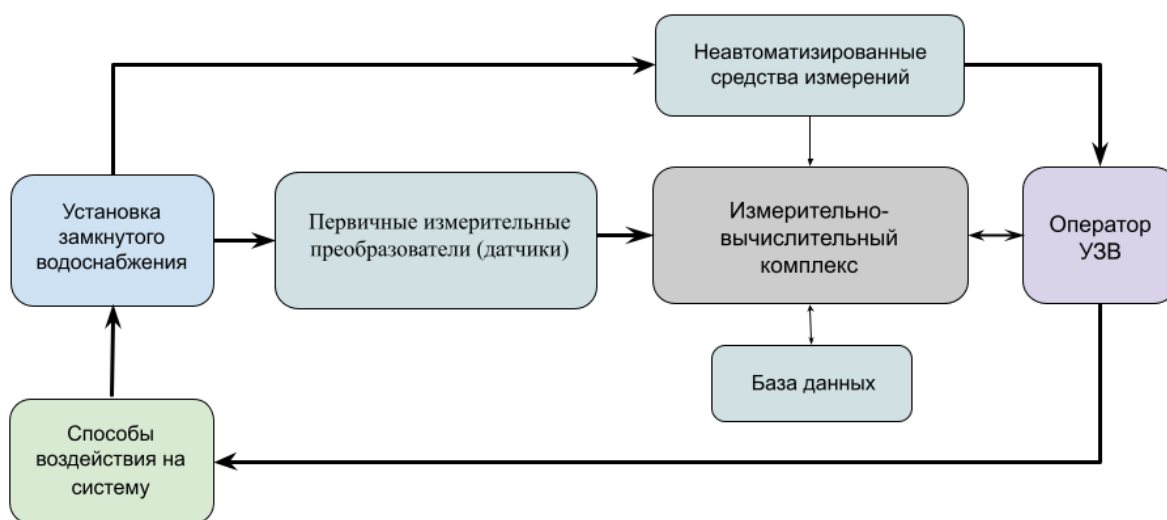 Неавтоматизированные
средства измерений
Установка
замкнутого
водоснабжения
Первичные измерительные
преобразователи (датчики)
Измерительно-
вычислительный
комплекс
Оператор
УЗВ
База данных
Способы
воздействия на
систему